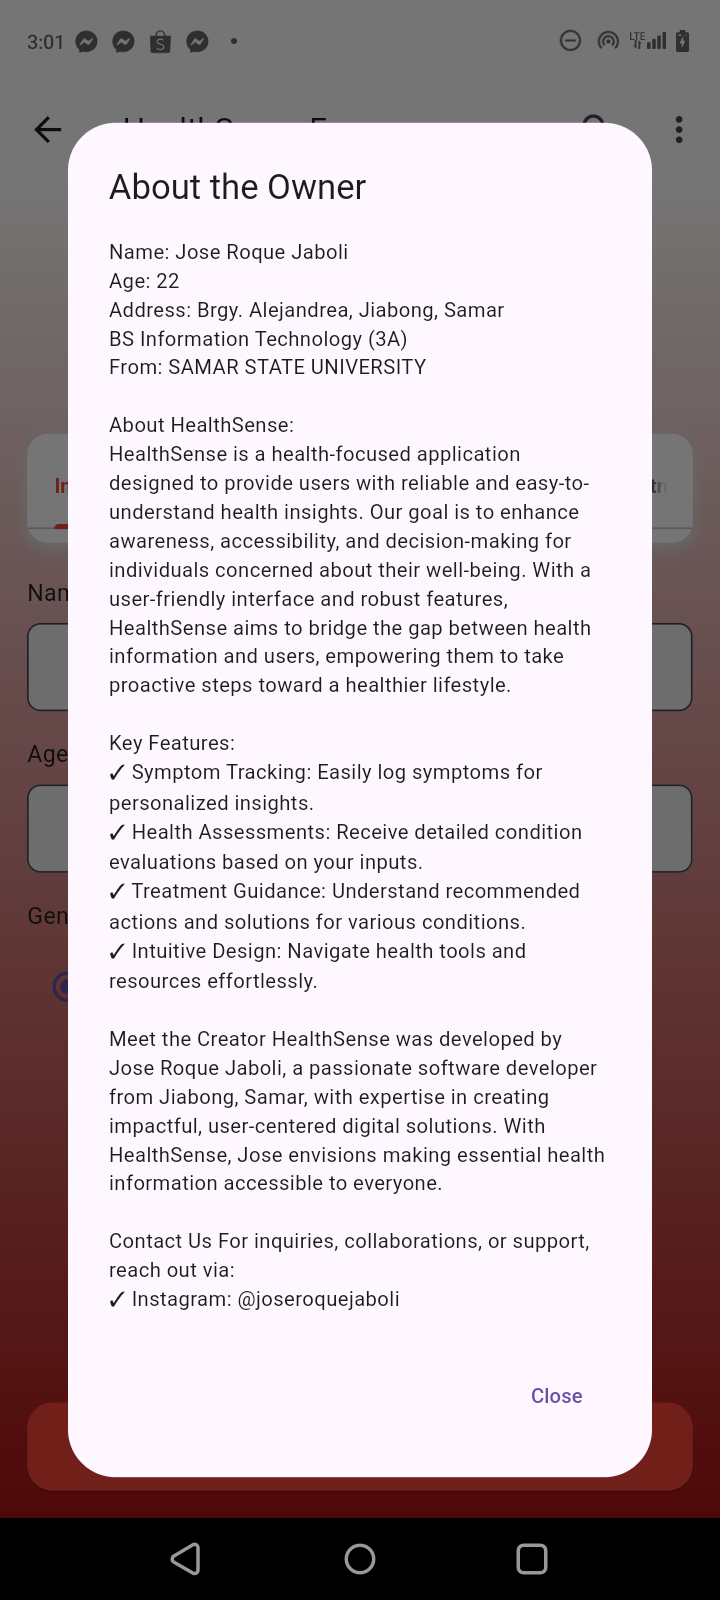 3:01
LTE
About the Owner
Name: Jose Roque Jaboli
Age: 22
Address: Brgy. Alejandrea, Jiabong, Samar
BS Information Technology (3A)
From: SAMAR STATE UNIVERSITY
About HealthSense:
HealthSense is a health-focused application
designed to provide users with reliable and easy-to-
understand health insights. Our goal is to enhance
awareness, accessibility, and decision-making for
individuals concerned about their well-being. With a
user-friendly interface and robust features,
HealthSense aims to bridge the gap between health
information and users, empowering them to take
proactive steps toward a healthier lifestyle.
Key Features:
✓ Symptom Tracking: Easily log symptoms for
personalized insights.
✓ Health Assessments: Receive detailed condition
evaluations based on your inputs.
✓ Treatment Guidance: Understand recommended
actions and solutions for various conditions.
✓ Intuitive Design: Navigate health tools and
resources effortlessly.
Meet the Creator HealthSense was developed by
Jose Roque Jaboli, a passionate software developer
from Jiabong, Samar, with expertise in creating
impactful, user-centered digital solutions. With
HealthSense, Jose envisions making essential health
information accessible to everyone.
Contact Us For inquiries, collaborations, or support,
reach out via:
✓ Instagram: @joseroquejaboli
Close
Age